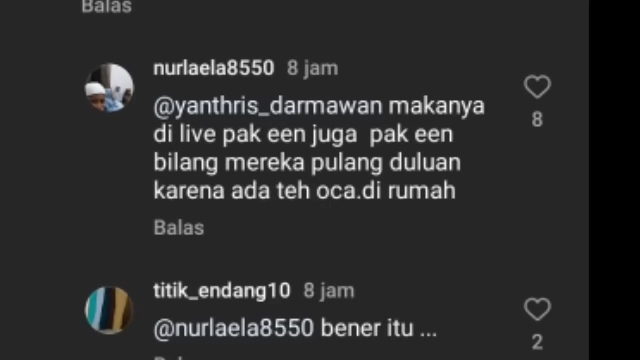 Balas
nurlaela8550 8 jam
@yanthris_darmawan makanya
di live pak een juga pak een
bilang mereka pulang duluan
karena ada teh oca.di rumah
8
Balas
titik_endang10 8 jam
@nurlaela8550 bener itu ...
2